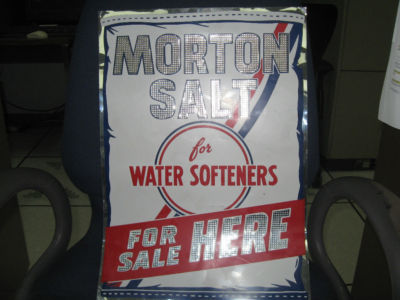 MORTON
SALT
for
WATER SOFTENERS
FOR
SALE HERE